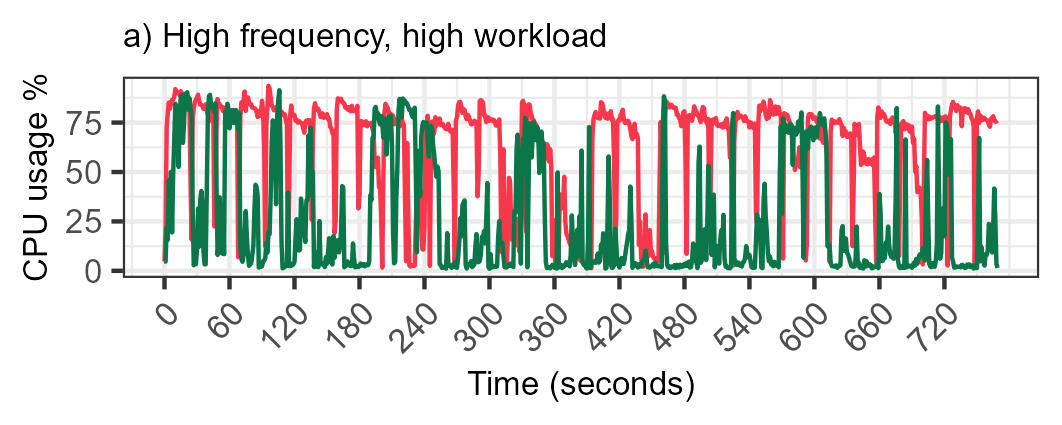 a) High frequency, high workload
CPU usage %
75
50
25
0
0 60 120 180 240 300 360 420 480 540 600 660 720
Time (seconds)